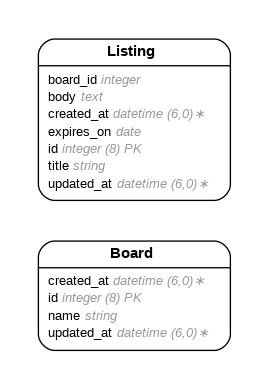 Listing
board_id integer
body text
created_at datetime (6,0) ∗
expires_on date
id integer (8) PK
title string
updated_at datetime (6,0) ∗
Board
created_at datetime (6,0) ∗
id integer (8) PK
name string
updated_at datetime (6,0) ∗